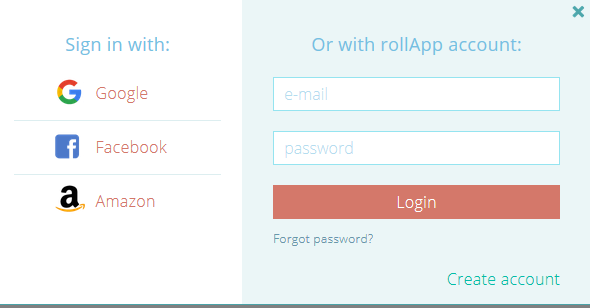 Sign in with:
Google
Facebook
Amazon
Or with rollApp account:
e-mail
password
Login
Forgot password?
Create account